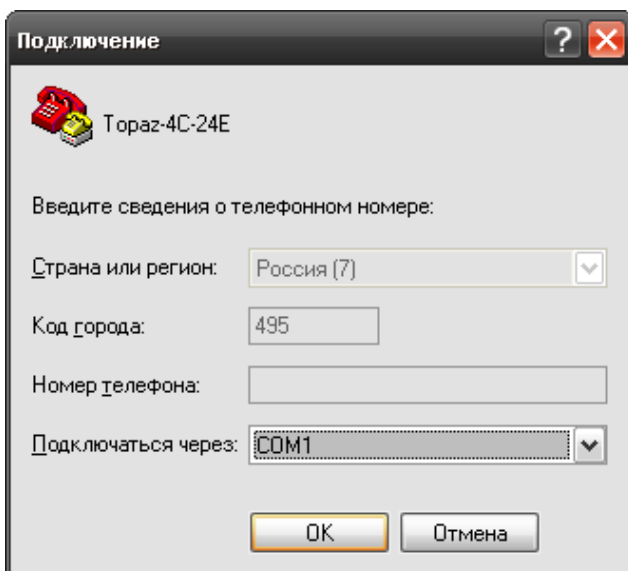 Подключение
Topaz-4C-24E
Введите сведения о телефонном номере:
Страна или регион: Россия (7)
Код города: 495
Номер телефона:
Подключаться через: COM1
OK Отмена